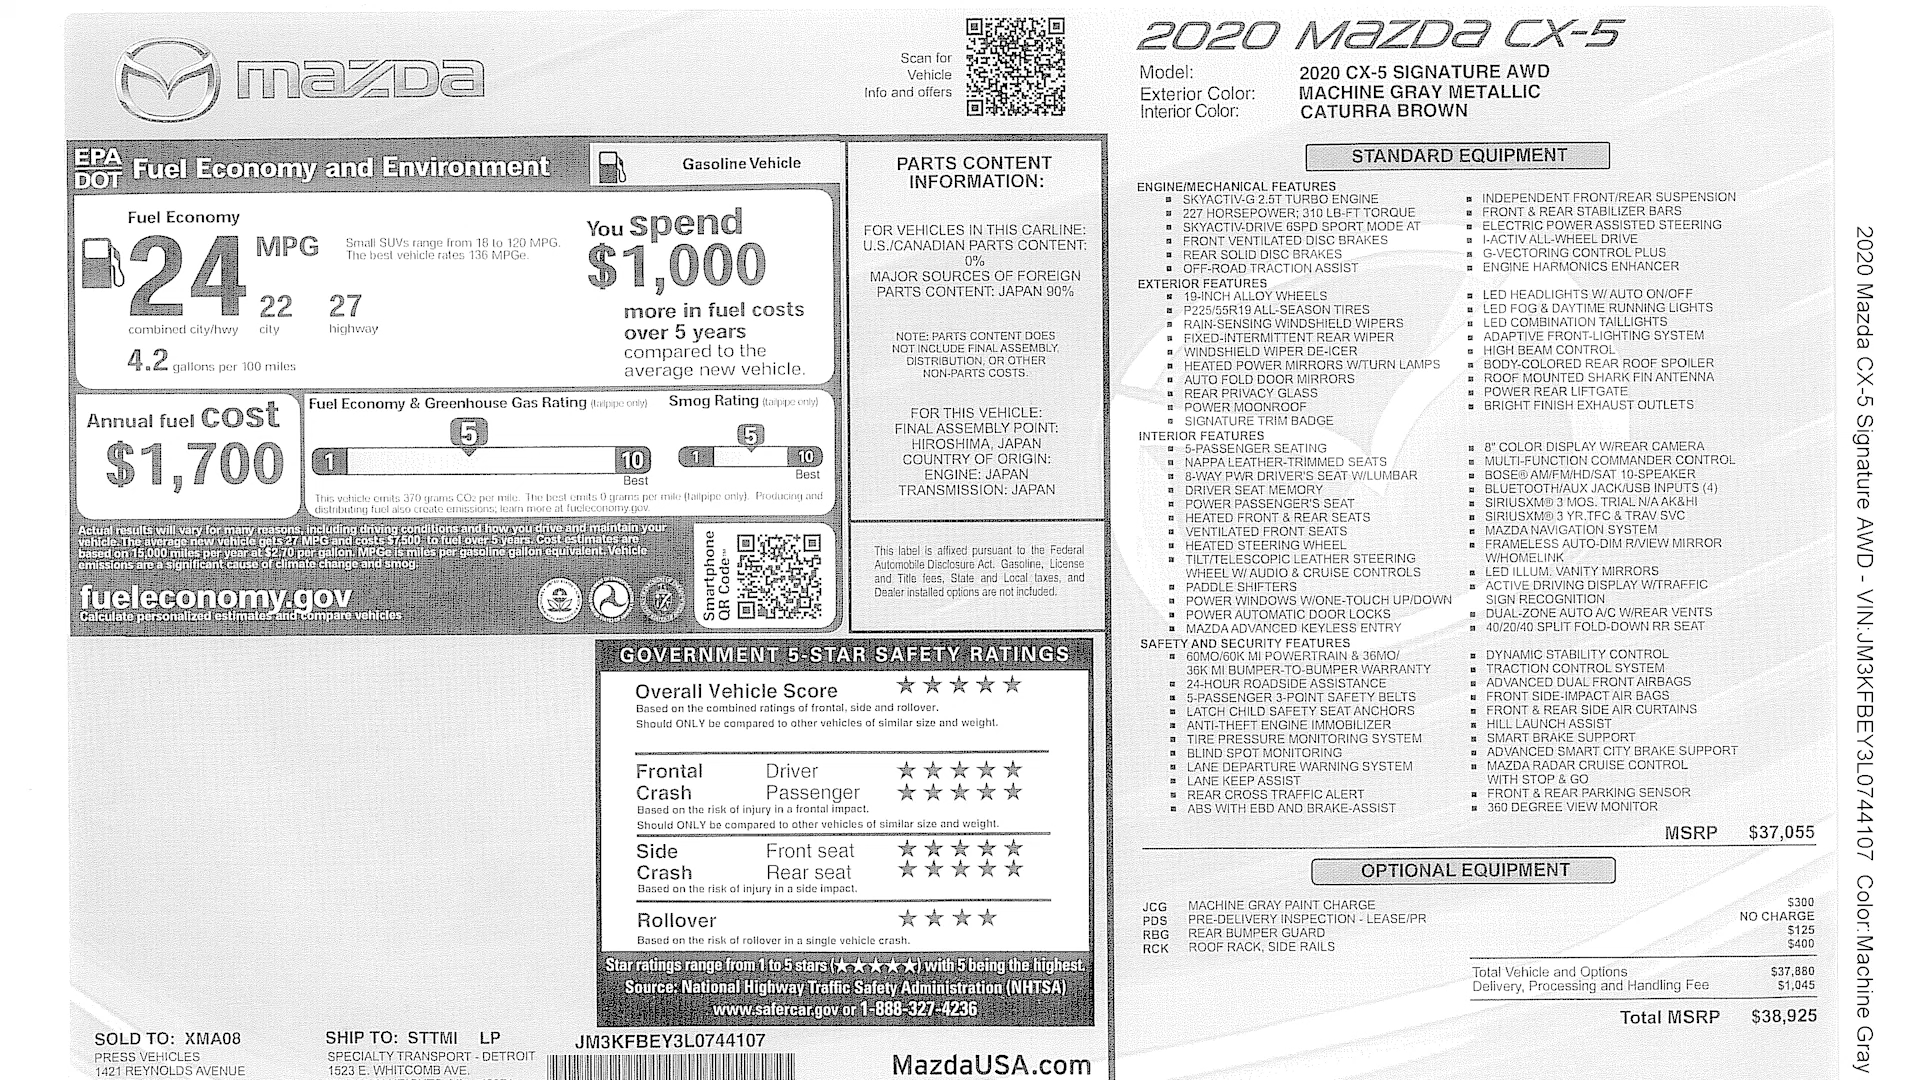 mazda
Scan for
Vehicle
Info and offers
EPA
DOT
Fuel Economy and Environment
Gasoline Vehicle
Fuel Economy
24 MPG
Small SUVs range from 18 to 120 MPG.
The best vehicle rates 136 MPGe.
22 27
combined city/hwy city highway
4.2 gallons per 100 miles
You spend
$1,000
more in fuel costs
over 5 years
compared to the
average new vehicle.
Annual fuel cost
$1,700
Fuel Economy & Greenhouse Gas Rating (tailpipe only)
5
1 10
Best
Smog Rating (tailpipe only)
5
1 10
Best
This vehicle emits 370 grams CO2 per mile. The best emits 0 grams per mile (tailpipe only). Producing and
distributing fuel also create emissions; learn more at fueleconomy.gov.
Actual results will vary for many reasons, including driving conditions and how you drive and maintain your
vehicle. The average new vehicle gets 27 MPG and costs $7,500 to fuel over 5 years. Cost estimates are
based on 15,000 miles per year at $2.70 per gallon. MPGe is miles per gasoline gallon equivalent. Vehicle
emissions are a significant cause of climate change and smog.
fueleconomy.gov
Calculate personalized estimates and compare vehicles
Smartphone
QR Code™
PARTS CONTENT
INFORMATION:
FOR VEHICLES IN THIS CARLINE:
U.S./CANADIAN PARTS CONTENT:
0%
MAJOR SOURCES OF FOREIGN
PARTS CONTENT: JAPAN 90%
NOTE: PARTS CONTENT DOES
NOT INCLUDE FINAL ASSEMBLY,
DISTRIBUTION, OR OTHER
NON-PARTS COSTS.
FOR THIS VEHICLE:
FINAL ASSEMBLY POINT:
HIROSHIMA, JAPAN
COUNTRY OF ORIGIN:
ENGINE: JAPAN
TRANSMISSION: JAPAN
This label is affixed pursuant to the Federal
Automobile Disclosure Act. Gasoline, License
and Title fees, State and Local taxes, and
Dealer installed options are not included.
GOVERNMENT 5-STAR SAFETY RATINGS
Overall Vehicle Score ★★★★★
Based on the combined ratings of frontal, side and rollover.
Should ONLY be compared to other vehicles of similar size and weight.
Frontal Driver ★★★★★
Crash Passenger ★★★★★
Based on the risk of injury in a frontal impact.
Should ONLY be compared to other vehicles of similar size and weight.
Side Front seat ★★★★★
Crash Rear seat ★★★★★
Based on the risk of injury in a side impact.
Rollover ★★★★
Based on the risk of rollover in a single vehicle crash.
Star ratings range from 1 to 5 stars (★★★★★) with 5 being the highest.
Source: National Highway Traffic Safety Administration (NHTSA)
www.safercar.gov or 1-888-327-4236
SOLD TO: XMA08
PRESS VEHICLES
1421 REYNOLDS AVENUE
SHIP TO: STTMI LP
SPECIALTY TRANSPORT - DETROIT
1523 E. WHITCOMB AVE.
JM3KFBEY3L0744107
MazdaUSA.com
2020 Mazda CX-5
Model: 2020 CX-5 SIGNATURE AWD
Exterior Color: MACHINE GRAY METALLIC
Interior Color: CATURRA BROWN
STANDARD EQUIPMENT
ENGINE/MECHANICAL FEATURES
SKYACTIV-G 2.5T TURBO ENGINE
227 HORSEPOWER; 310 LB-FT TORQUE
SKYACTIV-DRIVE 6SPD SPORT MODE AT
FRONT VENTILATED DISC BRAKES
REAR SOLID DISC BRAKES
OFF-ROAD TRACTION ASSIST
INDEPENDENT FRONT/REAR SUSPENSION
FRONT & REAR STABILIZER BARS
ELECTRIC POWER ASSISTED STEERING
I-ACTIV ALL-WHEEL DRIVE
G-VECTORING CONTROL PLUS
ENGINE HARMONICS ENHANCER
EXTERIOR FEATURES
19-INCH ALLOY WHEELS
P225/55R19 ALL-SEASON TIRES
RAIN-SENSING WINDSHIELD WIPERS
FIXED-INTERMITTENT REAR WIPER
WINDSHIELD WIPER DE-ICER
HEATED POWER MIRRORS W/TURN LAMPS
AUTO FOLD DOOR MIRRORS
REAR PRIVACY GLASS
POWER MOONROOF
SIGNATURE TRIM BADGE
LED HEADLIGHTS W/ AUTO ON/OFF
LED FOG & DAYTIME RUNNING LIGHTS
LED COMBINATION TAILLIGHTS
ADAPTIVE FRONT-LIGHTING SYSTEM
HIGH BEAM CONTROL
BODY-COLORED REAR ROOF SPOILER
ROOF MOUNTED SHARK FIN ANTENNA
POWER REAR LIFTGATE
BRIGHT FINISH EXHAUST OUTLETS
INTERIOR FEATURES
5-PASSENGER SEATING
NAPPA LEATHER-TRIMMED SEATS
8-WAY PWR DRIVER'S SEAT W/LUMBAR
DRIVER SEAT MEMORY
POWER PASSENGER'S SEAT
HEATED FRONT & REAR SEATS
VENTILATED FRONT SEATS
HEATED STEERING WHEEL
TILT/TELESCOPIC LEATHER STEERING
WHEEL W/ AUDIO & CRUISE CONTROLS
PADDLE SHIFTERS
POWER WINDOWS W/ONE-TOUCH UP/DOWN
POWER AUTOMATIC DOOR LOCKS
MAZDA ADVANCED KEYLESS ENTRY
8" COLOR DISPLAY W/REAR CAMERA
MULTI-FUNCTION COMMANDER CONTROL
BOSE® AM/FM/HD/SAT 10-SPEAKER
BLUETOOTH/AUX JACK/USB INPUTS (4)
SIRIUSXM® 3 MOS. TRIAL N/A AK&HI
SIRIUSXM® 3 YR.TFC & TRAV SVC
MAZDA NAVIGATION SYSTEM
FRAMELESS AUTO-DIM R/VIEW MIRROR
W/HOMELINK
LED ILLUM. VANITY MIRRORS
ACTIVE DRIVING DISPLAY W/TRAFFIC
SIGN RECOGNITION
DUAL-ZONE AUTO A/C W/REAR VENTS
40/20/40 SPLIT FOLD-DOWN RR SEAT
SAFETY AND SECURITY FEATURES
60MO/60K MI POWERTRAIN & 36MO/
36K MI BUMPER-TO-BUMPER WARRANTY
24-HOUR ROADSIDE ASSISTANCE
5-PASSENGER 3-POINT SAFETY BELTS
LATCH CHILD SAFETY SEAT ANCHORS
ANTI-THEFT ENGINE IMMOBILIZER
TIRE PRESSURE MONITORING SYSTEM
BLIND SPOT MONITORING
LANE DEPARTURE WARNING SYSTEM
LANE KEEP ASSIST
REAR CROSS TRAFFIC ALERT
ABS WITH EBD AND BRAKE-ASSIST
DYNAMIC STABILITY CONTROL
TRACTION CONTROL SYSTEM
ADVANCED DUAL FRONT AIRBAGS
FRONT SIDE-IMPACT AIR BAGS
FRONT & REAR SIDE AIR CURTAINS
HILL LAUNCH ASSIST
SMART BRAKE SUPPORT
ADVANCED SMART CITY BRAKE SUPPORT
MAZDA RADAR CRUISE CONTROL
WITH STOP & GO
FRONT & REAR PARKING SENSOR
360 DEGREE VIEW MONITOR
MSRP $37,055
OPTIONAL EQUIPMENT
JCG MACHINE GRAY PAINT CHARGE $300
PDS PRE-DELIVERY INSPECTION - LEASE/PR NO CHARGE
RBG REAR BUMPER GUARD $125
RCK ROOF RACK, SIDE RAILS $400
Total Vehicle and Options $37,880
Delivery, Processing and Handling Fee $1,045
Total MSRP $38,925
2020 Mazda CX-5 Signature AWD - VIN:JM3KFBEY3L0744107 Color:Machine Gray